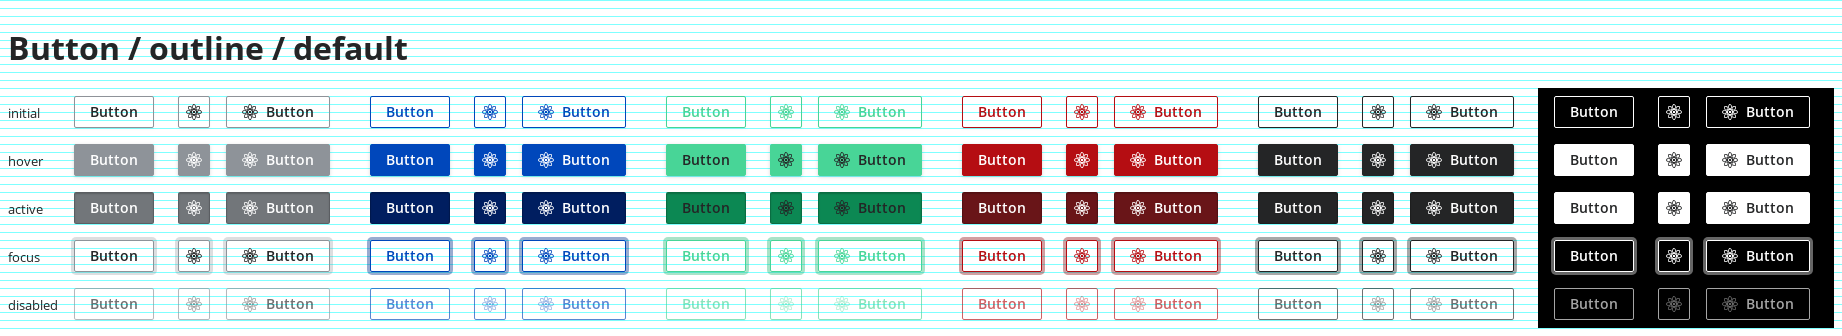 Button / outline / default
initial Button Button Button Button Button Button Button Button Button Button Button Button
hover Button Button Button Button Button Button Button Button Button Button Button Button
active Button Button Button Button Button Button Button Button Button Button Button Button
focus Button Button Button Button Button Button Button Button Button Button Button Button
disabled Button Button Button Button Button Button Button Button Button Button Button Button